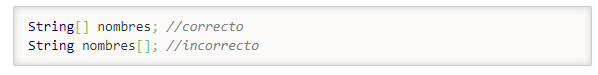 String[] nombres; //correcto
String nombres[]; //incorrecto